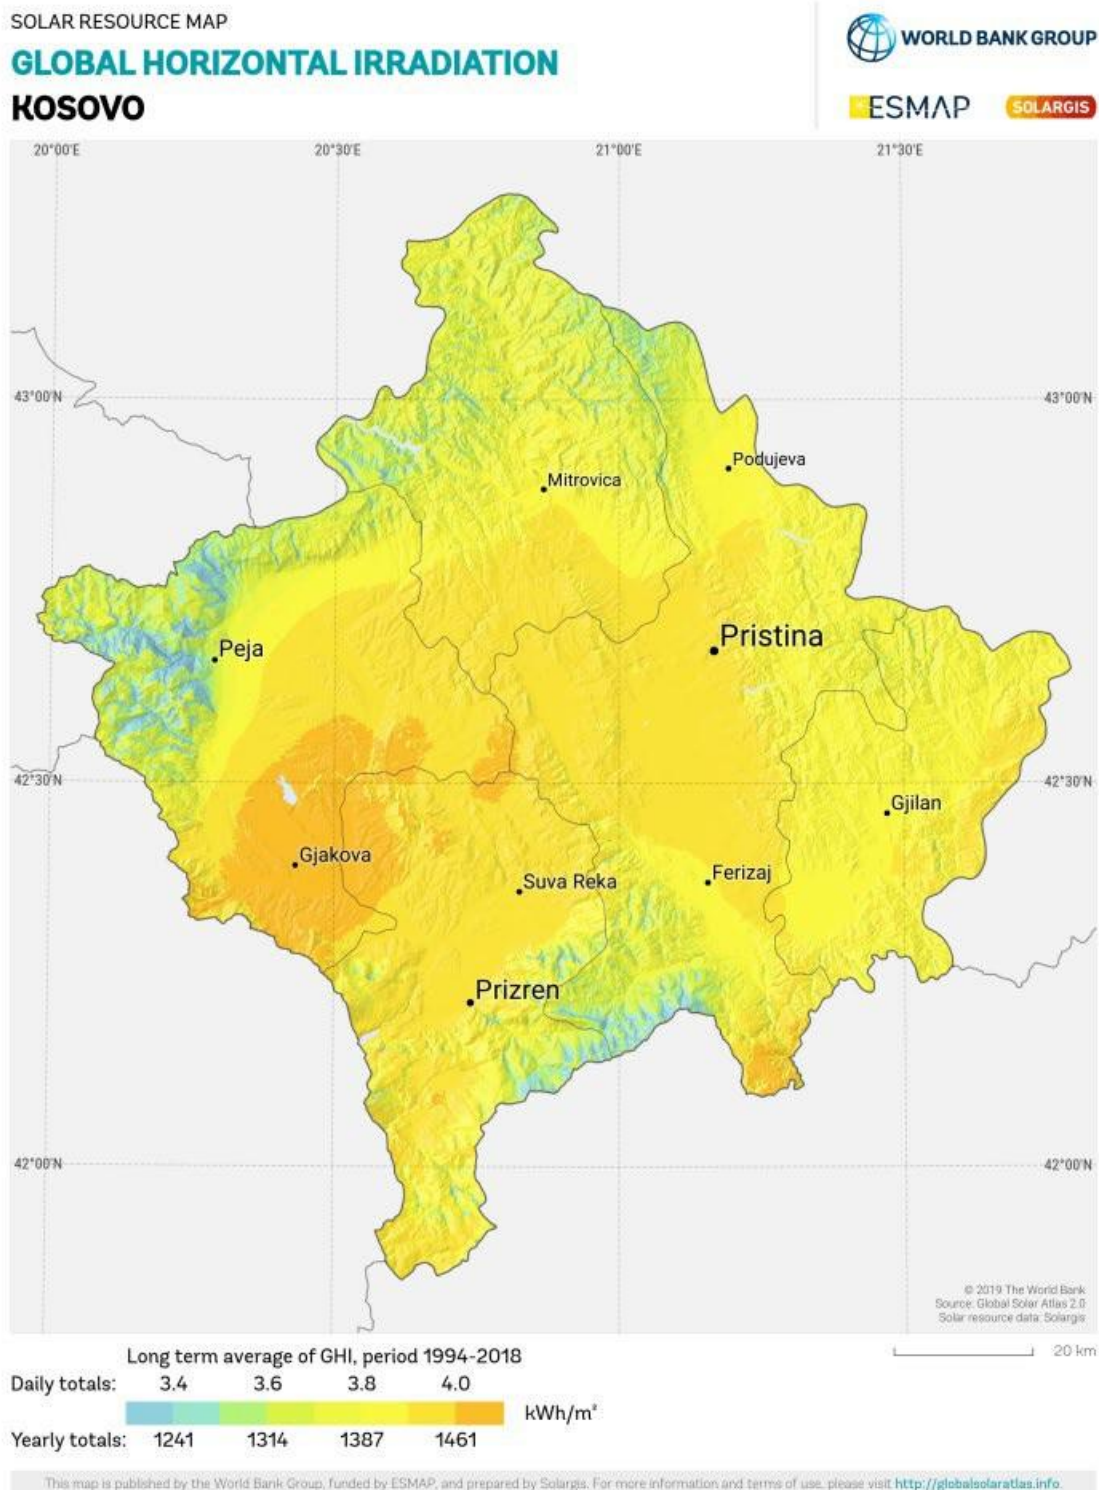 SOLAR RESOURCE MAP
GLOBAL HORIZONTAL IRRADIATION
KOSOVO
WORLD BANK GROUP
ESMAP
SOLARGIS
20°00'E 20°30'E 21°00'E 21°30'E
43°00'N 43°00'N
Podujeva
Mitrovica
Pristina
Peja
42°30'N 42°30'N
Gjilan
Gjakova
Ferizaj
Suva Reka
Prizren
42°00'N 42°00'N
© 2019 The World Bank
Source: Global Solar Atlas 2.0
Solar resource data: Solargis
Long term average of GHI, period 1994-2018
20 km
Daily totals: 3.4 3.6 3.8 4.0
kWh/m²
Yearly totals: 1241 1314 1387 1461
This map is published by the World Bank Group, funded by ESMAP, and prepared by Solargis. For more information and terms of use, please visit http://globalsolaratlas.info.